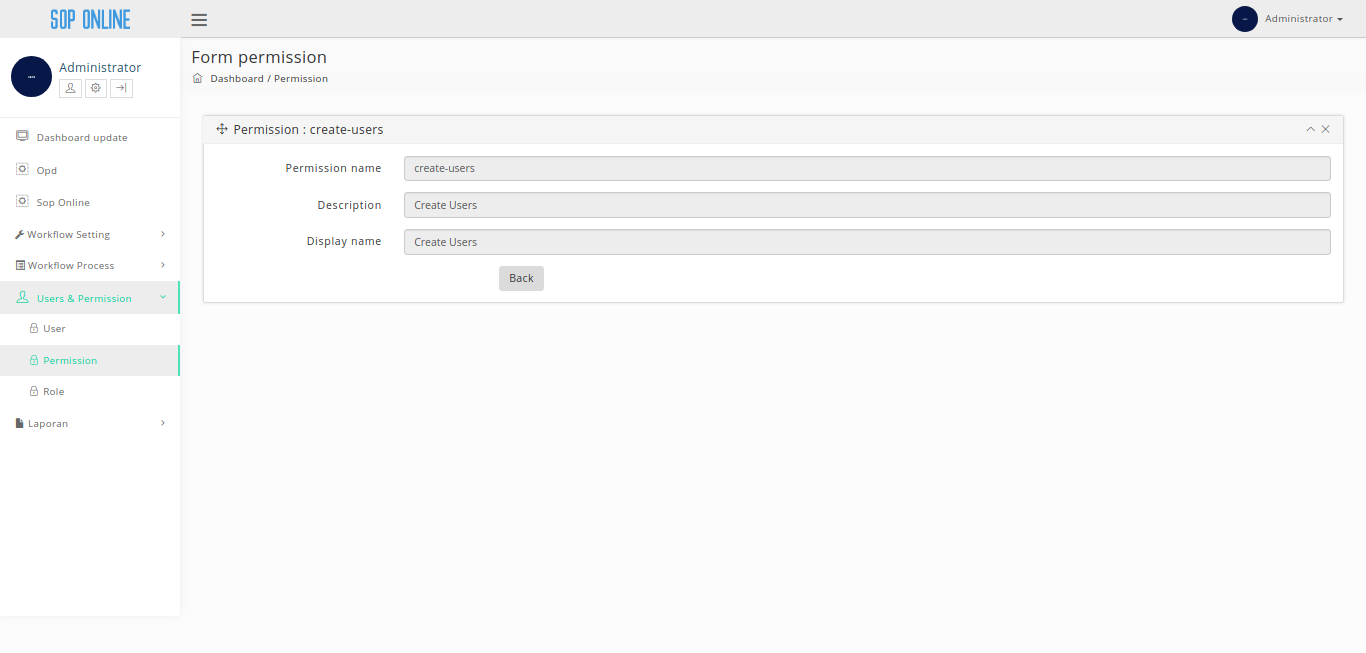 SOP ONLINE
Administrator
Administrator
Dashboard update
Opd
Sop Online
Workflow Setting
Workflow Process
Users & Permission
User
Permission
Role
Laporan
Form permission
Dashboard / Permission
Permission : create-users
Permission name create-users
Description Create Users
Display name Create Users
Back